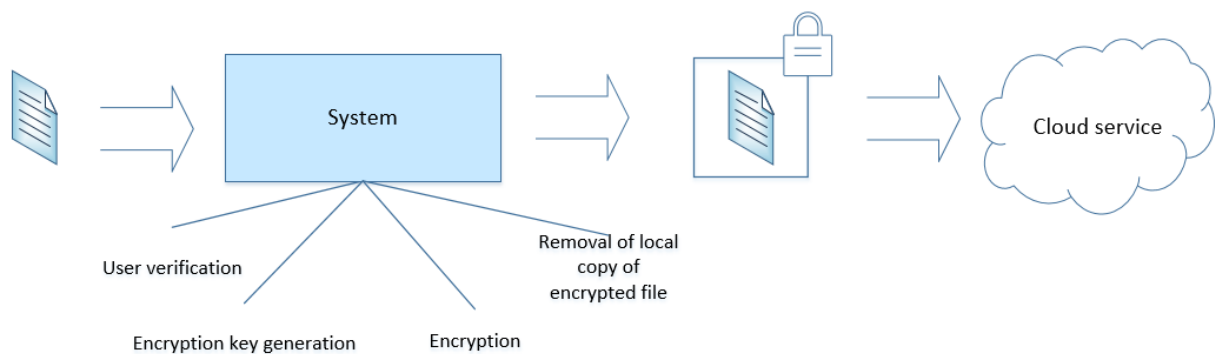 System
Cloud service
User verification
Removal of local
copy of
encrypted file
Encryption key generation
Encryption